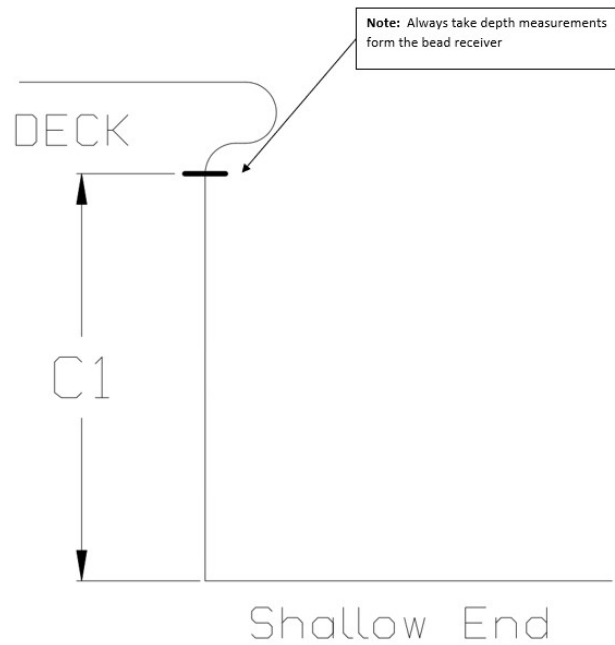 Note: Always take depth measurements
form the bead receiver
DECK
C1
Shallow End